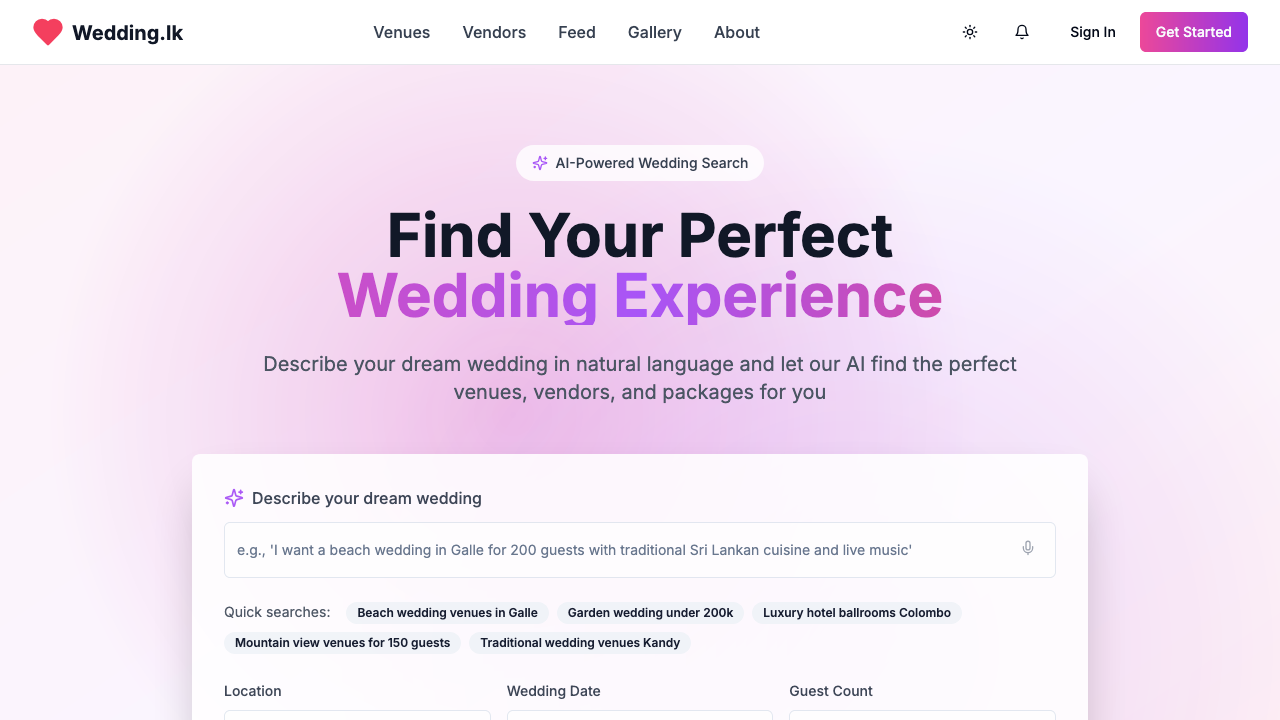 Wedding.lk
Venues
Vendors
Feed
Gallery
About
Sign In
Get Started
AI-Powered Wedding Search
Find Your Perfect
Wedding Experience
Describe your dream wedding in natural language and let our AI find the perfect
venues, vendors, and packages for you
Describe your dream wedding
e.g., 'I want a beach wedding in Galle for 200 guests with traditional Sri Lankan cuisine and live music'
Quick searches:
Beach wedding venues in Galle
Garden wedding under 200k
Luxury hotel ballrooms Colombo
Mountain view venues for 150 guests
Traditional wedding venues Kandy
Location
Wedding Date
Guest Count